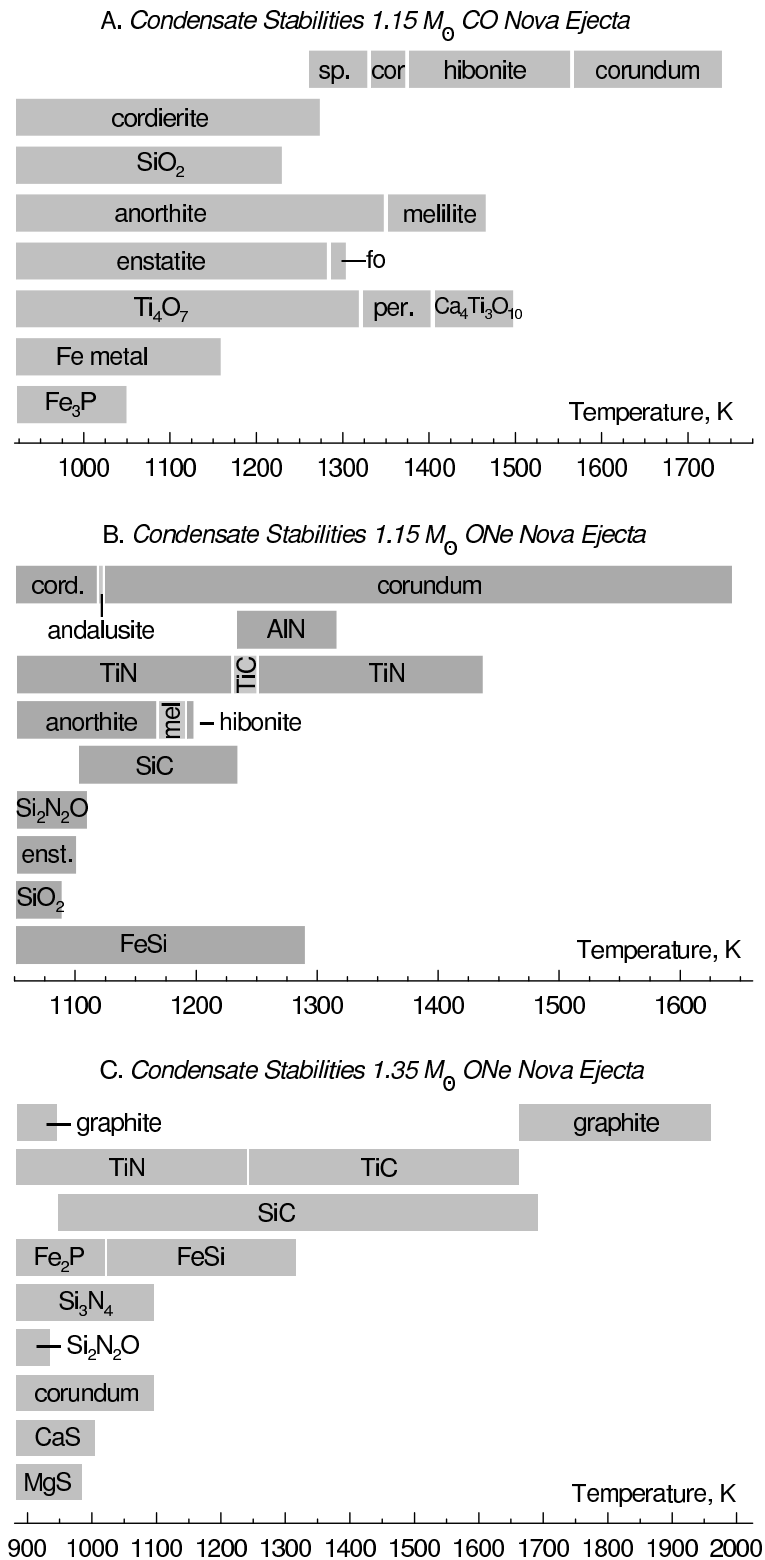 A. Condensate Stabilities 1.15 M⊙ CO Nova Ejecta
sp. cor hibonite corundum
cordierite
SiO₂
anorthite melilite
enstatite fo
Ti₄O₇ per. Ca₄Ti₃O₁₀
Fe metal
Fe₃P
Temperature, K
1000 1100 1200 1300 1400 1500 1600 1700
B. Condensate Stabilities 1.15 M⊙ ONe Nova Ejecta
cord. corundum
andalusite AlN
TiN TiC TiN
anorthite mel hibonite
SiC
Si₂N₂O
enst.
SiO₂
FeSi
Temperature, K
1100 1200 1300 1400 1500 1600
C. Condensate Stabilities 1.35 M⊙ ONe Nova Ejecta
graphite graphite
TiN TiC
SiC
Fe₂P FeSi
Si₃N₄
Si₂N₂O
corundum
CaS
MgS
Temperature, K
900 1000 1100 1200 1300 1400 1500 1600 1700 1800 1900 2000